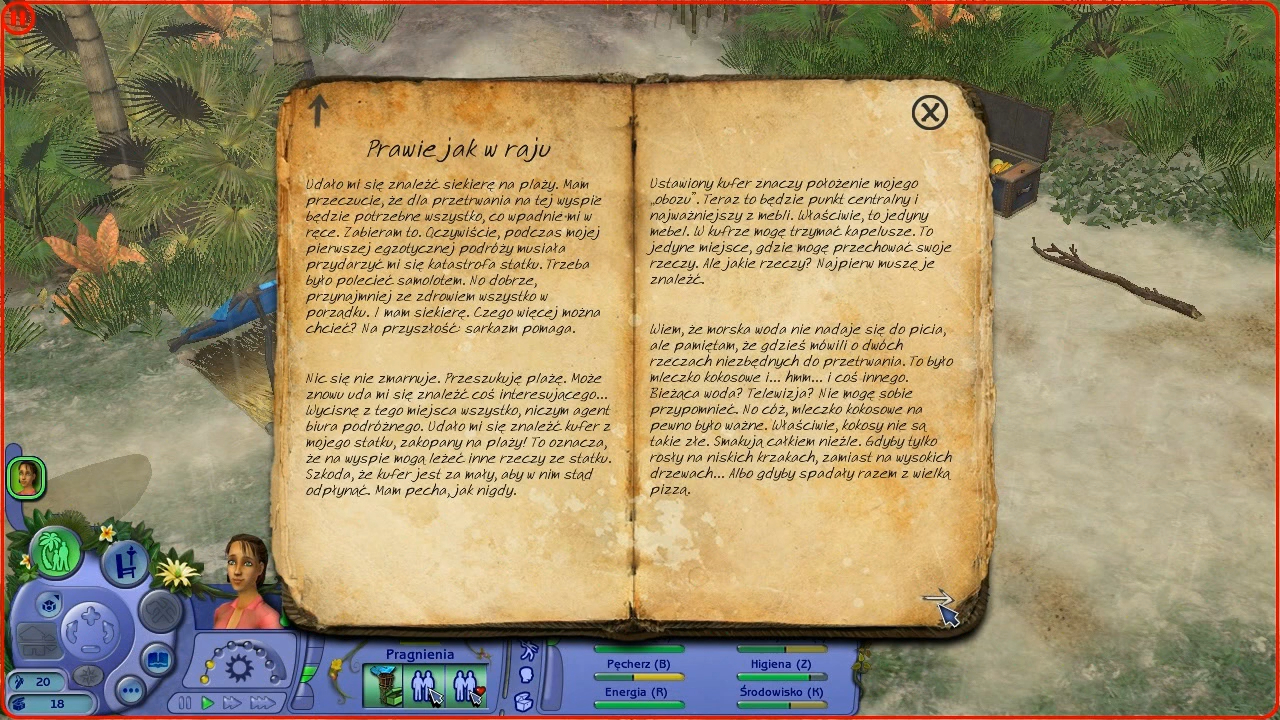 Prawie jak w raju
Udało mi się znaleźć siekierę na plaży. Mam
przeczucie, że dla przetrwania na tej wyspie
będzie potrzebne wszystko, co wpadnie mi w
ręce. Zabieram to. Oczywiście, podczas mojej
pierwszej egzotycznej podróży musiała
przydarzyć mi się katastrofa statku. Trzeba
było polecieć samolotem. No dobrze,
przynajmniej ze zdrowiem wszystko w
porządku. I mam siekierę. Czego więcej można
chcieć? Na przyszłość: sarkazm pomaga.
Nic się nie zmarnuje. Przeszukuję plażę. Może
znowu uda mi się znaleźć coś interesującego...
Wycisnę z tego miejsca wszystko, niczym agent
biura podróżnego. Udało mi się znaleźć kufer z
mojego statku, zakopany na plaży! To oznacza,
że na wyspie mogą leżeć inne rzeczy ze statku.
Szkoda, że kufer jest za mały, aby w nim stąd
odpłynąć. Mam pecha, jak nigdy.
Ustawiony kufer znaczy położenie mojego
„obozu”. Teraz to będzie punkt centralny i
najważniejszy z mebli. Właściwie, to jedyny
mebel. W kufrze mogę trzymać kapelusze. To
jedyne miejsce, gdzie mogę przechować swoje
rzeczy. Ale jakie rzeczy? Najpierw muszę je
znaleźć.
Wiem, że morska woda nie nadaje się do picia,
ale pamiętam, że gdzieś mówili o dwóch
rzeczach niezbędnych do przetrwania. To było
mleczko kokosowe i... hmm... i coś innego.
Bieżąca woda? Telewizja? Nie mogę sobie
przypomnieć. No cóż, mleczko kokosowe na
pewno było ważne. Właściwie, kokosy nie są
takie złe. Smakują całkiem nieźle. Gdyby tylko
rosły na niskich krzakach, zamiast na wysokich
drzewach... Albo gdyby spadały razem z wielką
pizzą.
Pragnienia
Pęcherz (B)
Higiena (Z)
Energia (R)
Środowisko (K)
20
18